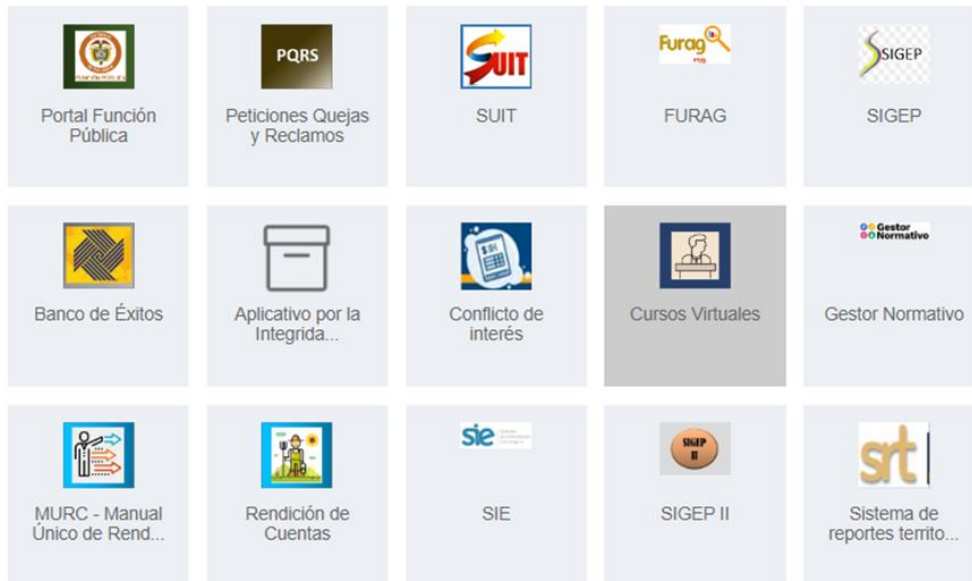 PQRS
SUIT
Furag
SIGEP
Portal Función
Pública
Peticiones Quejas
y Reclamos
SUIT
FURAG
SIGEP
Gestor
Normativo
Banco de Éxitos
Aplicativo por la
Integrida...
Conflicto de
interés
Cursos Virtuales
Gestor Normativo
sie
SIGEP
II
srt
MURC - Manual
Único de Rend...
Rendición de
Cuentas
SIE
SIGEP II
Sistema de
reportes territo...